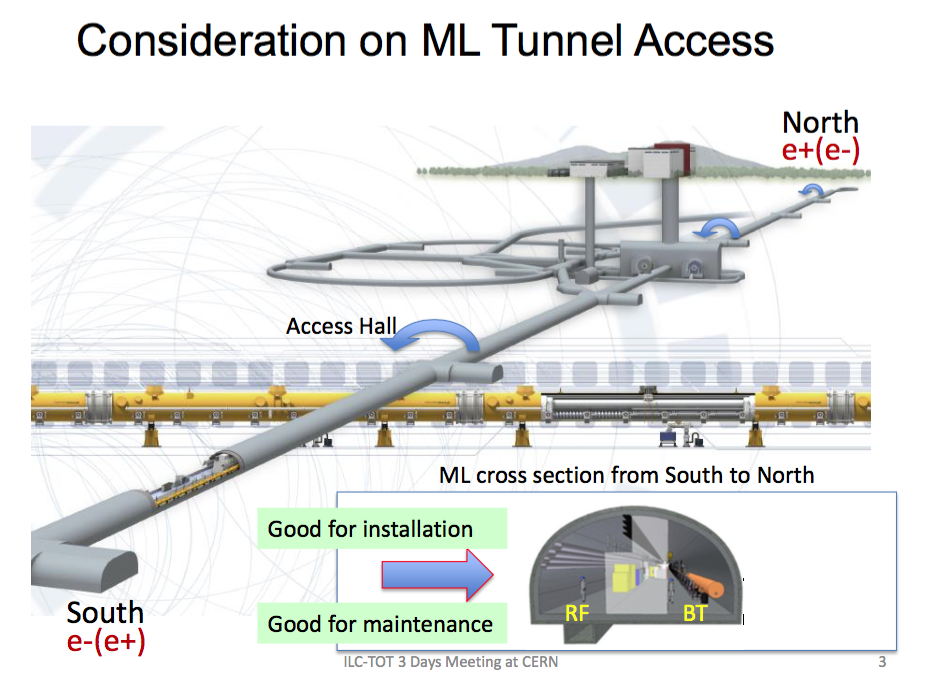 Consideration on ML Tunnel Access
North
e+(e-)
Access Hall
ML cross section from South to North
Good for installation
Good for maintenance
RF
BT
South
e-(e+)
ILC-TOT 3 Days Meeting at CERN
3